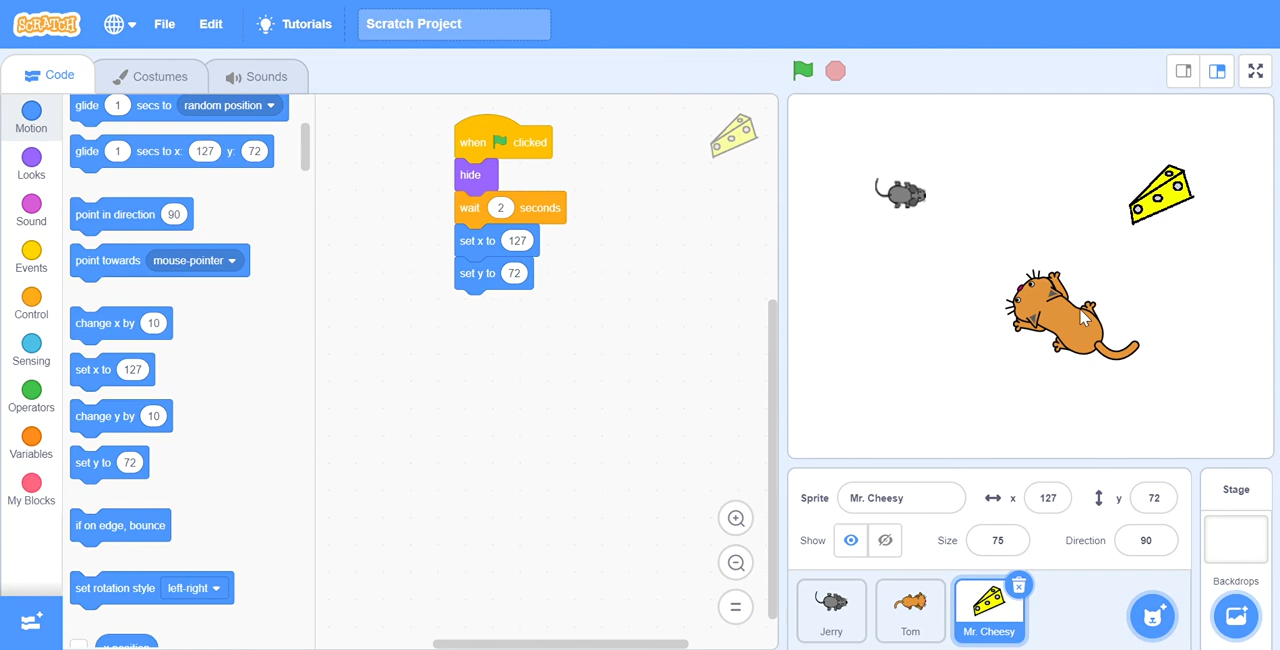 SCRATCH File Edit Tutorials Scratch Project
Code Costumes Sounds
Motion
Looks
Sound
Events
Control
Sensing
Operators
Variables
My Blocks
glide 1 secs to random position
glide 1 secs to x: 127 y: 72
point in direction 90
point towards mouse-pointer
change x by 10
set x to 127
change y by 10
set y to 72
if on edge, bounce
set rotation style left-right
x position
when clicked
hide
wait 2 seconds
set x to 127
set y to 72
Sprite Mr. Cheesy x 127 y 72
Show Size 75 Direction 90
Jerry Tom Mr. Cheesy
Stage
Backdrops